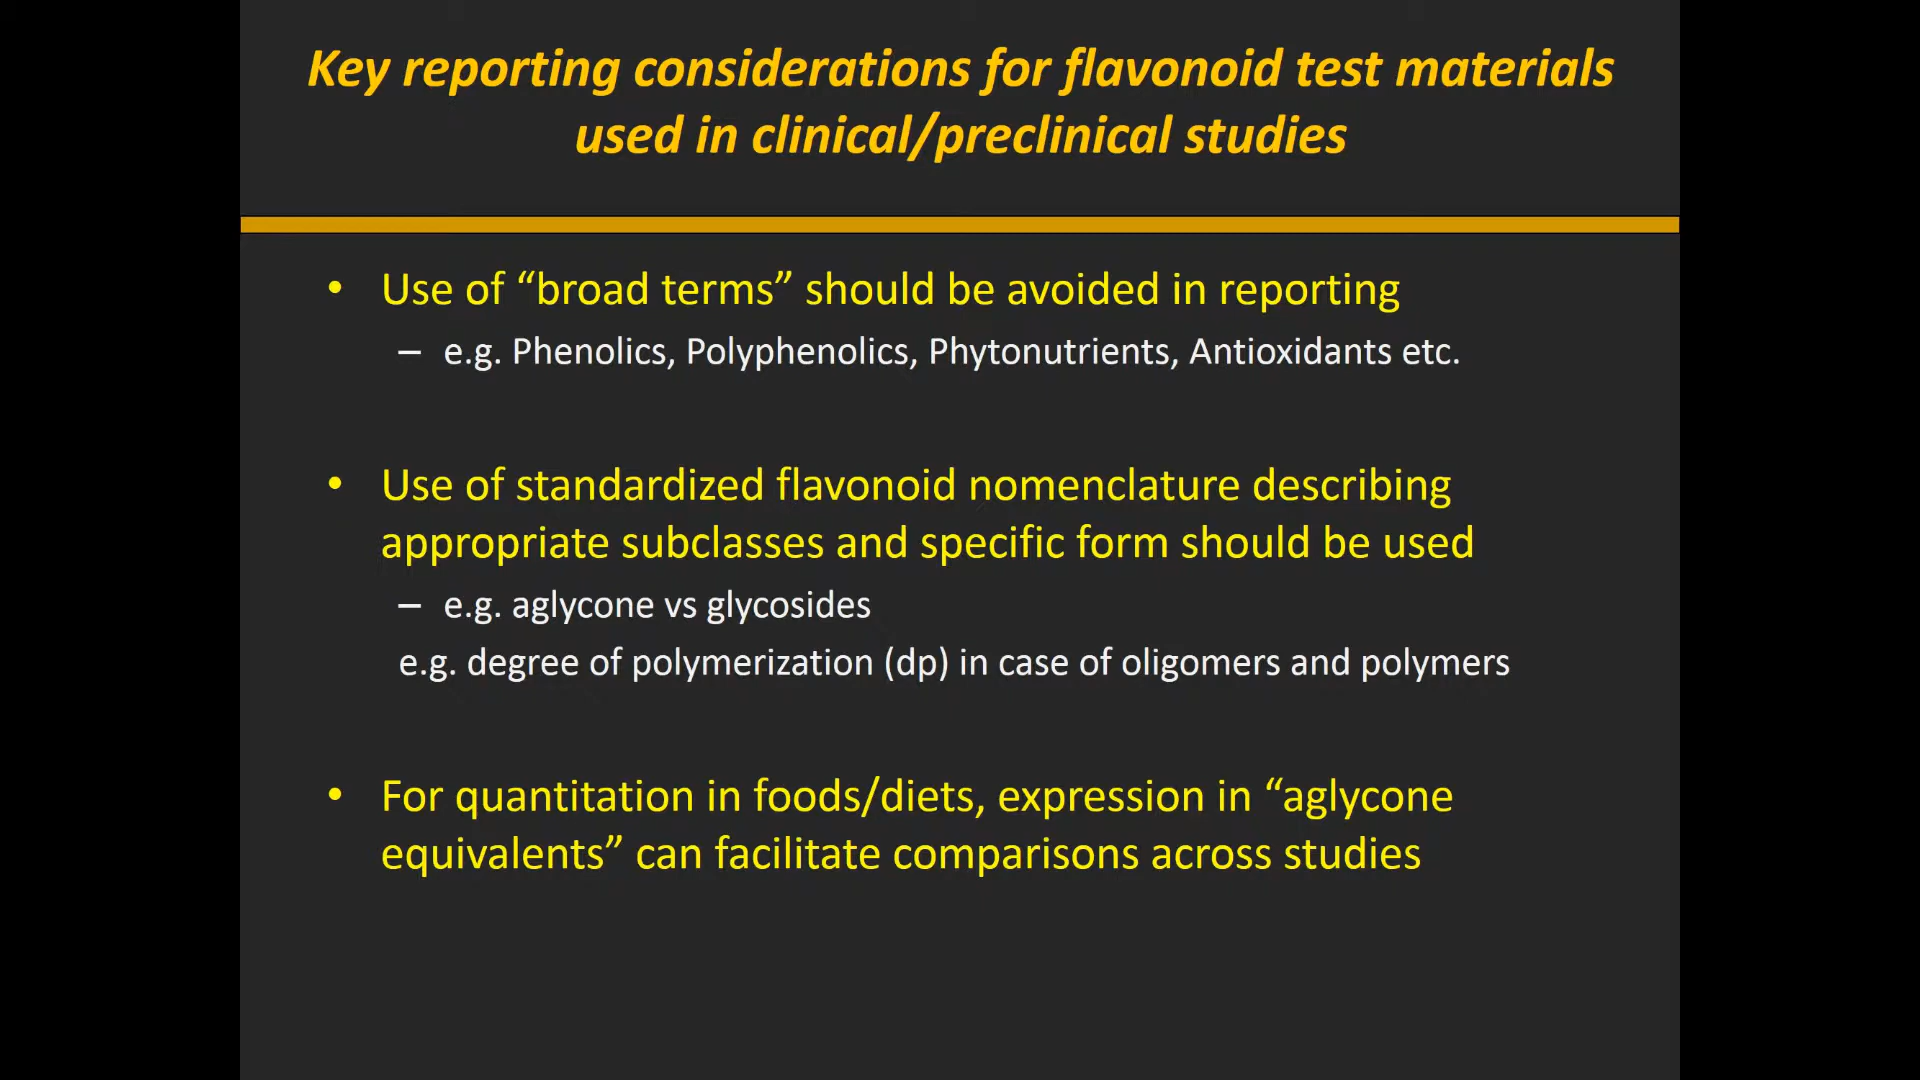 Key reporting considerations for flavonoid test materials
used in clinical/preclinical studies
• Use of “broad terms” should be avoided in reporting
– e.g. Phenolics, Polyphenolics, Phytonutrients, Antioxidants etc.
• Use of standardized flavonoid nomenclature describing
appropriate subclasses and specific form should be used
– e.g. aglycone vs glycosides
e.g. degree of polymerization (dp) in case of oligomers and polymers
• For quantitation in foods/diets, expression in “aglycone
equivalents” can facilitate comparisons across studies